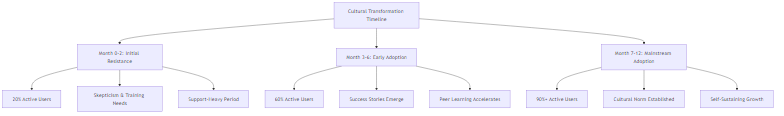 Cultural Transformation
Timeline
Month 0-2: Initial
Resistance
Month 3-6: Early Adoption
Month 7-12: Mainstream
Adoption
20% Active Users
Skepticism & Training
Needs
Support-Heavy Period
60% Active Users
Success Stories Emerge
Peer Learning Accelerates
90%+ Active Users
Cultural Norm Established
Self-Sustaining Growth